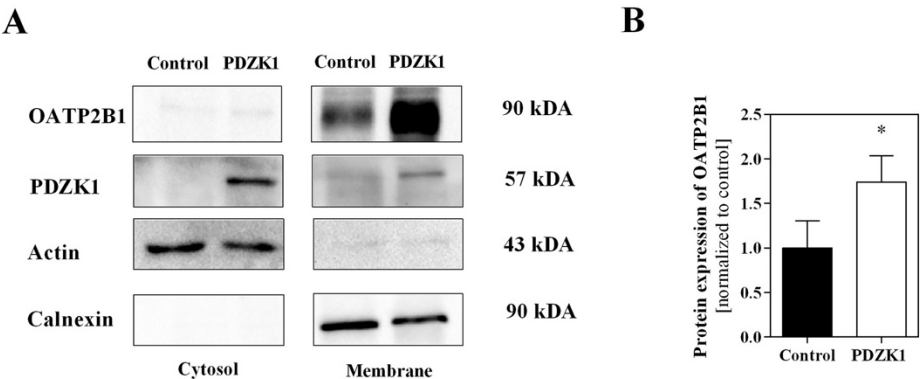 A
Control PDZK1 Control PDZK1
OATP2B1 90 kDA
PDZK1 57 kDA
Actin 43 kDA
Calnexin 90 kDA
Cytosol Membrane
B
Protein expression of OATP2B1
[normalized to control]
2.5
2.0
1.5
1.0
0.5
0.0
*
Control PDZK1